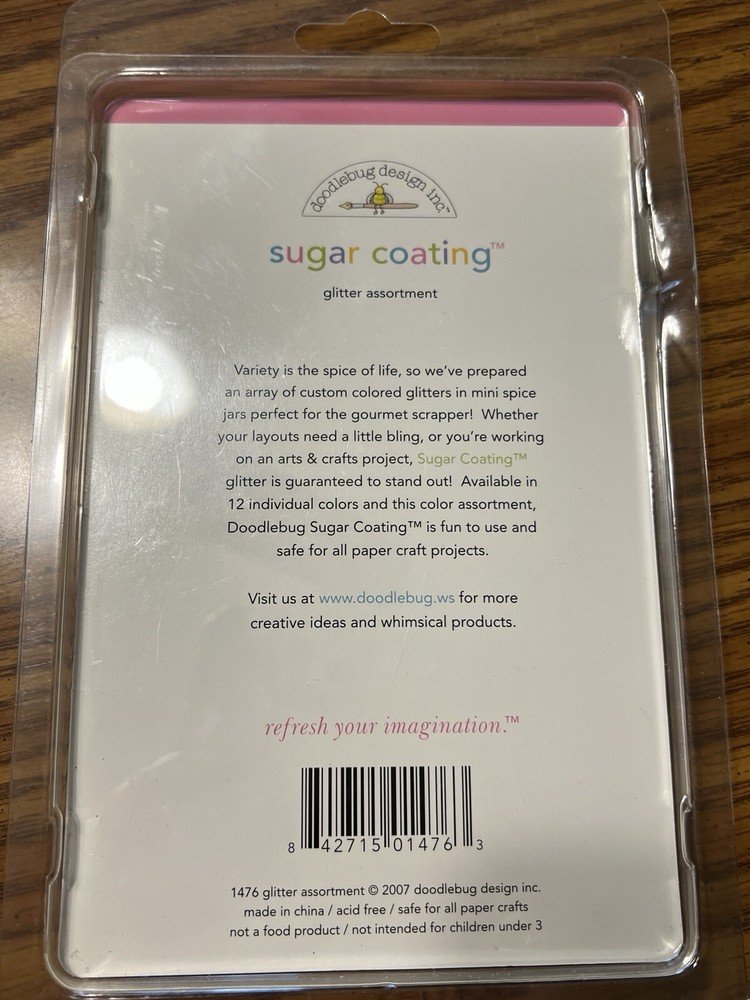 doodlebug design inc.™
sugar coating™
glitter assortment
Variety is the spice of life, so we've prepared
an array of custom colored glitters in mini spice
jars perfect for the gourmet scrapper! Whether
your layouts need a little bling, or you're working
on an arts & crafts project, Sugar Coating™
glitter is guaranteed to stand out! Available in
12 individual colors and this color assortment,
Doodlebug Sugar Coating™ is fun to use and
safe for all paper craft projects.
Visit us at www.doodlebug.ws for more
creative ideas and whimsical products.
refresh your imagination.™
8 42715 01476 3
1476 glitter assortment © 2007 doodlebug design inc.
made in china / acid free / safe for all paper crafts
not a food product / not intended for children under 3